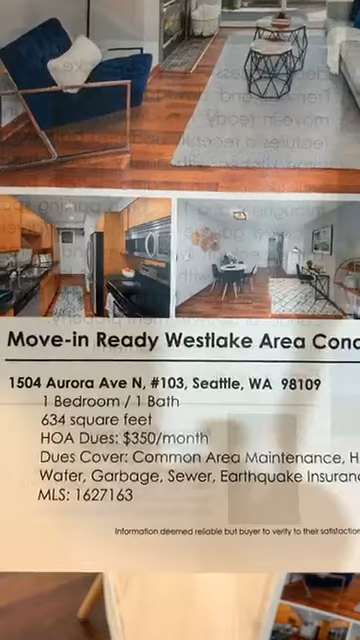 Move-in Ready Westlake Area Cond
1504 Aurora Ave N, #103, Seattle, WA 98109
1 Bedroom / 1 Bath
634 square feet
HOA Dues: $350/month
Dues Cover: Common Area Maintenance, H
Water, Garbage, Sewer, Earthquake Insuran
MLS: 1627163
Information deemed reliable but buyer to verify to their satisfaction